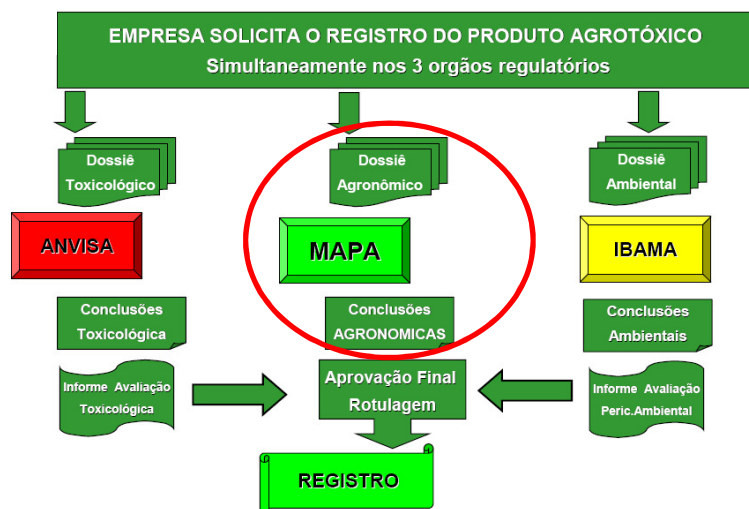 EMPRESA SOLICITA O REGISTRO DO PRODUTO AGROTÓXICO
Simultaneamente nos 3 orgãos regulatórios
Dossiê
Toxicológico
Dossiê
Agronômico
Dossiê
Ambiental
ANVISA
MAPA
IBAMA
Conclusões
Toxicológica
Conclusões
AGRONOMICAS
Conclusões
Ambientais
Informe Avaliação
Toxicológica
Aprovação Final
Rotulagem
Informe Avaliação
Peric.Ambiental
REGISTRO